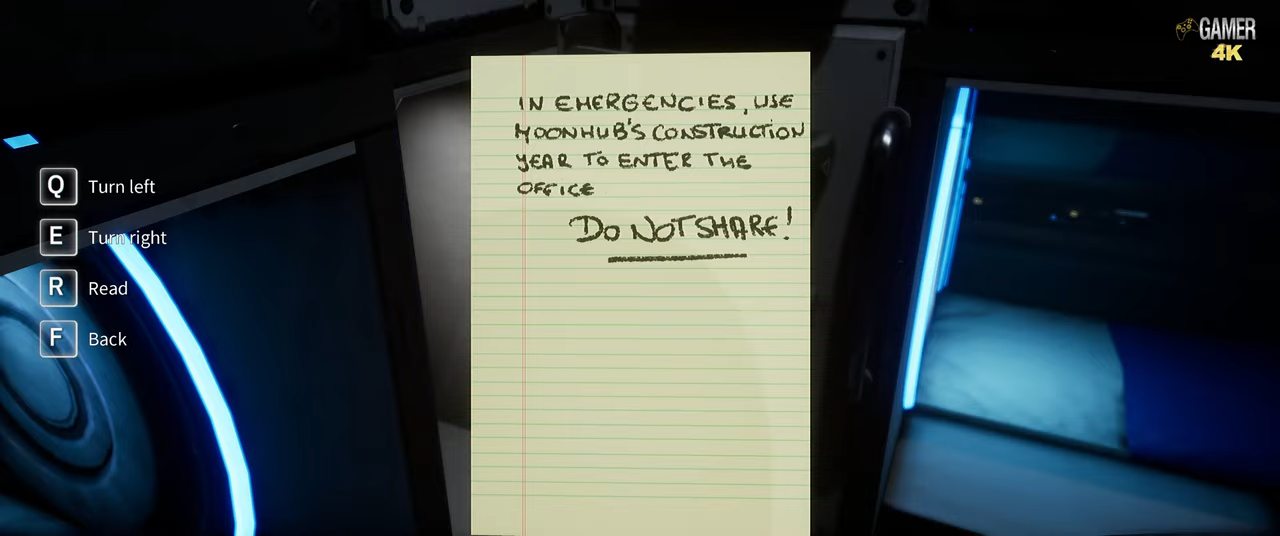 GAMER
4K
IN EMERGENCIES, USE
MOONHUB'S CONSTRUCTION
YEAR TO ENTER THE
OFFICE
DO NOT SHARE!
Q Turn left
E Turn right
R Read
F Back